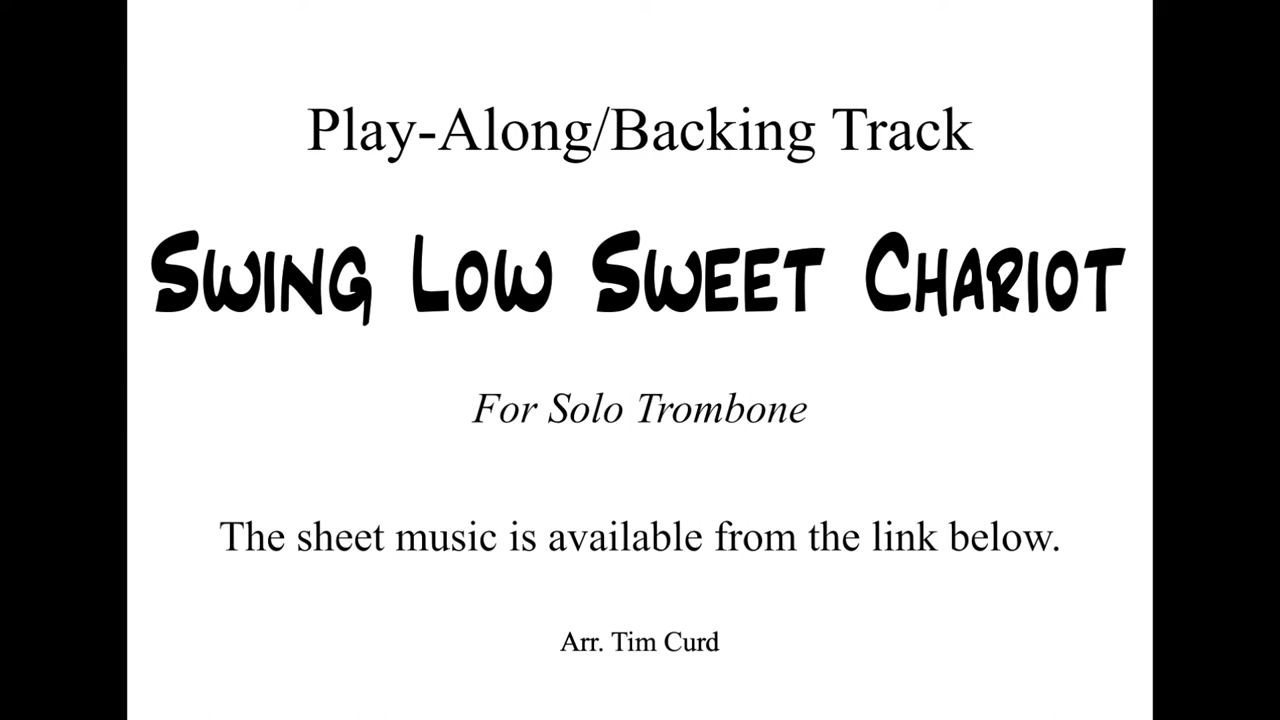 Play-Along/Backing Track
Swing Low Sweet Chariot
For Solo Trombone
The sheet music is available from the link below.
Arr. Tim Curd